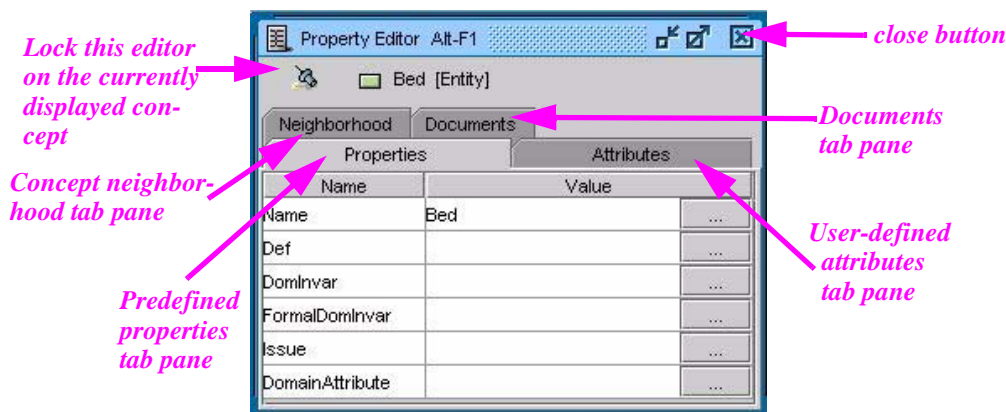 Lock this editor
on the currently
displayed con-
cept
Property Editor Alt-F1
close button
Bed [Entity]
Neighborhood Documents
Documents
tab pane
Properties Attributes
Concept neighbor-
hood tab pane
Name Value
Name Bed ...
Def ...
DomInvar ...
FormalDomInvar ...
Issue ...
DomainAttribute ...
User-defined
attributes
tab pane
Predefined
properties
tab pane